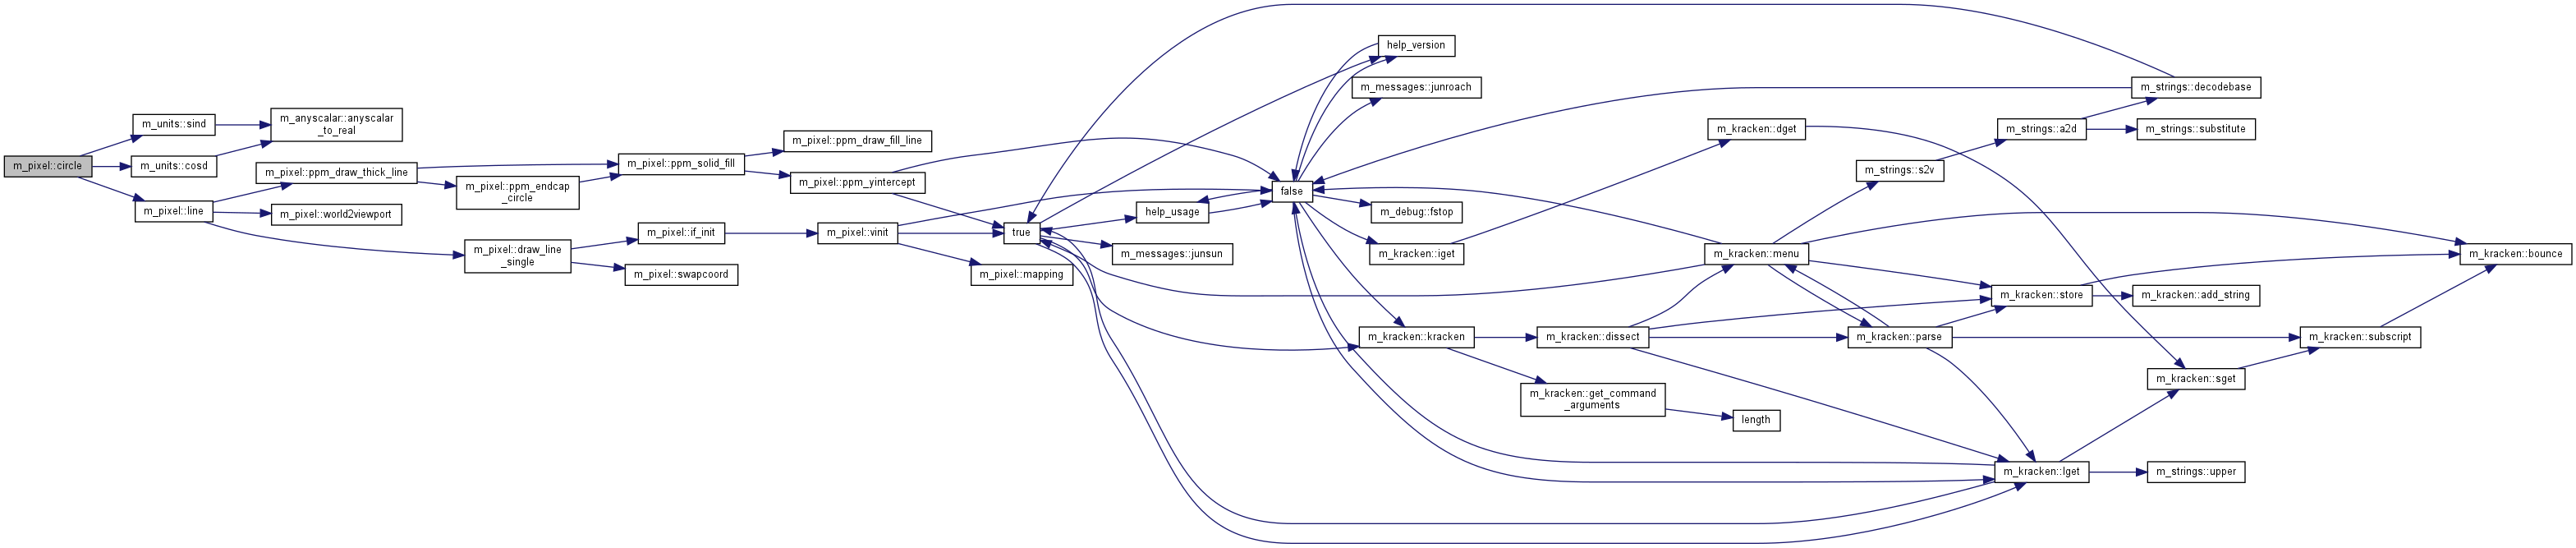 m_pixel::circle
m_units::sind
m_units::cosd
m_pixel::line
m_anyscalar::anyscalar
_to_real
m_pixel::ppm_draw_thick_line
m_pixel::world2viewport
m_pixel::ppm_endcap
_circle
m_pixel::draw_line
_single
m_pixel::ppm_solid_fill
m_pixel::if_init
m_pixel::swapcoord
m_pixel::ppm_draw_fill_line
m_pixel::ppm_yintercept
m_pixel::vinit
m_pixel::mapping
true
help_usage
m_messages::junsun
false
help_version
m_messages::junroach
m_debug::fstop
m_kracken::iget
m_kracken::kracken
m_kracken::dissect
m_kracken::get_command
_arguments
length
m_kracken::dget
m_kracken::menu
m_strings::s2v
m_kracken::parse
m_strings::a2d
m_kracken::store
m_kracken::lget
m_strings::decodebase
m_strings::substitute
m_kracken::add_string
m_kracken::sget
m_strings::upper
m_kracken::subscript
m_kracken::bounce